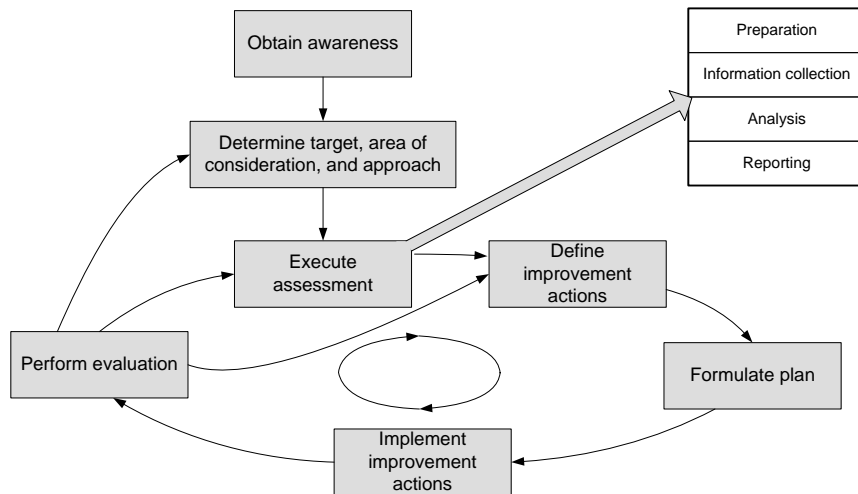 Obtain awareness
Preparation
Information collection
Analysis
Reporting
Determine target, area of
consideration, and approach
Execute
assessment
Define
improvement
actions
Perform evaluation
Formulate plan
Implement
improvement
actions